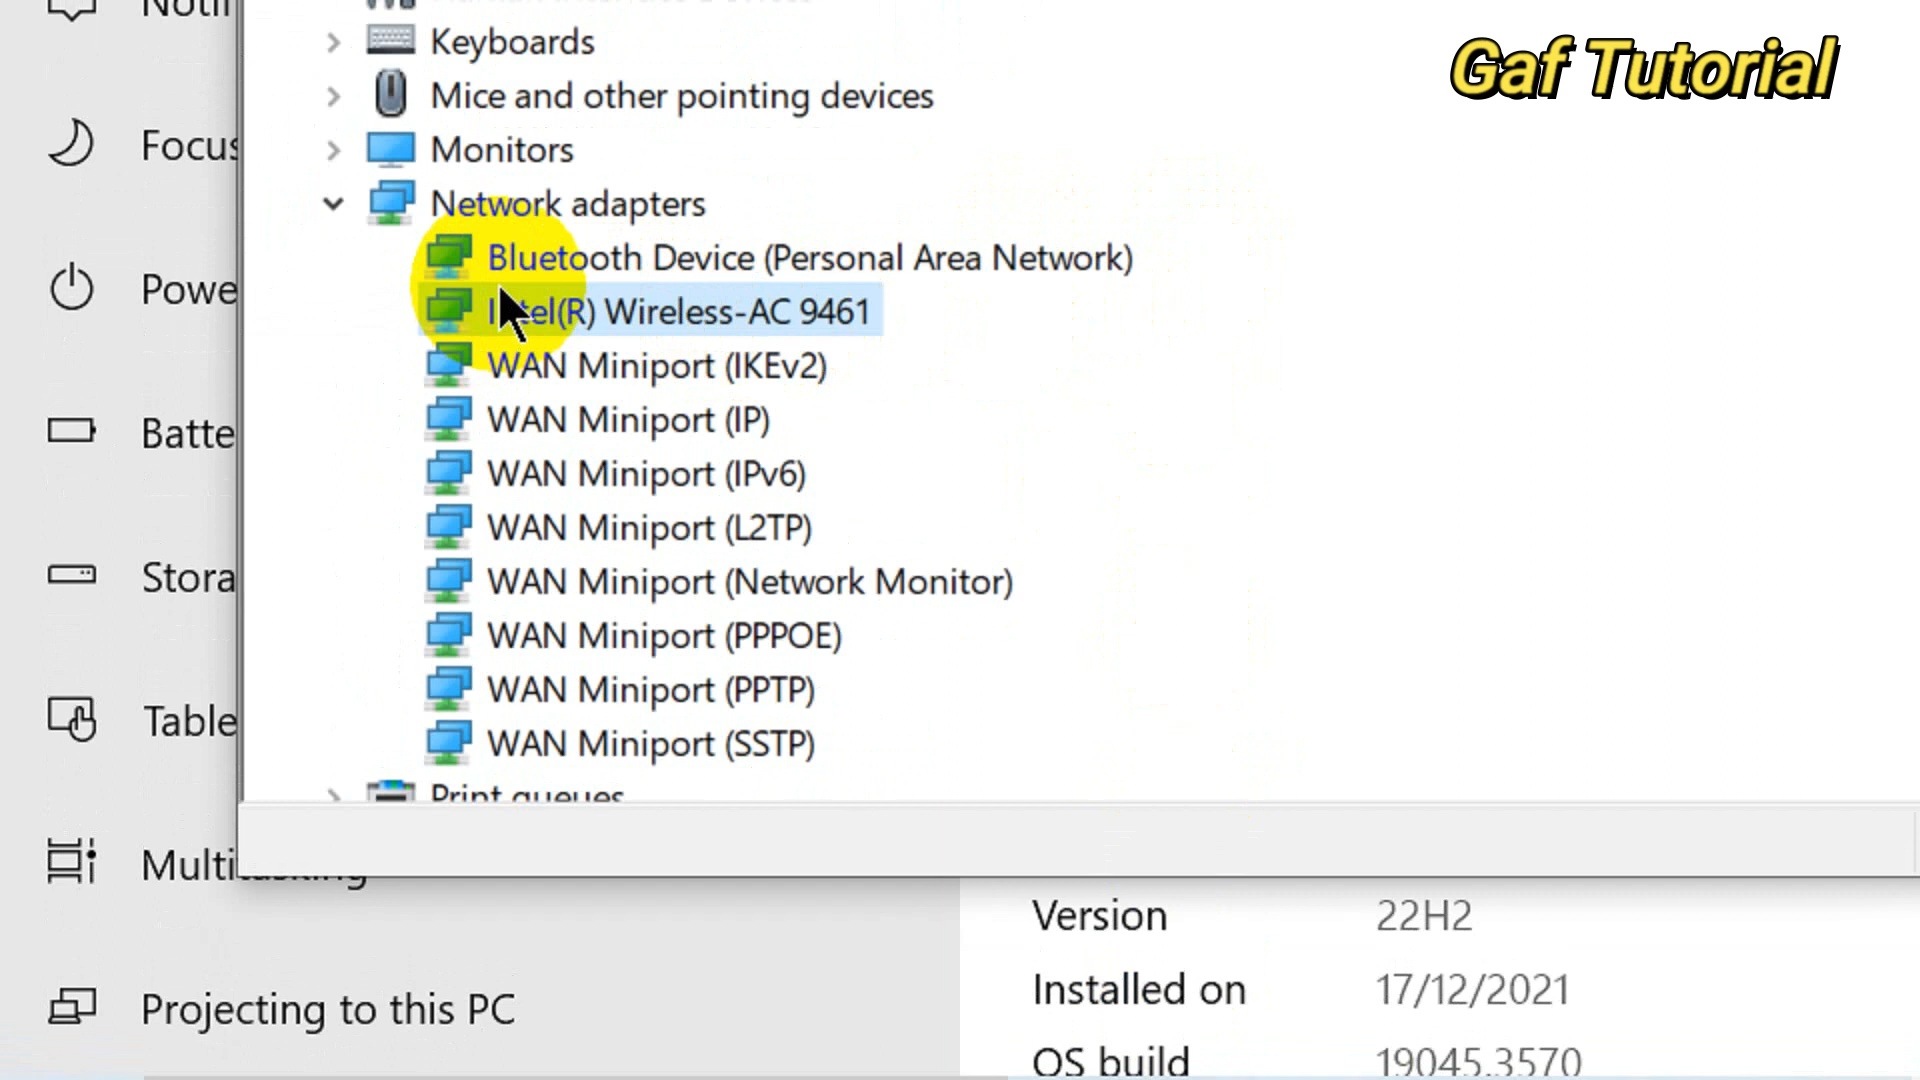 Notif
Focus
Powe
Batte
Stora
Table
Multitasking
Projecting to this PC
Keyboards
Mice and other pointing devices
Monitors
Network adapters
Bluetooth Device (Personal Area Network)
Intel(R) Wireless-AC 9461
WAN Miniport (IKEv2)
WAN Miniport (IP)
WAN Miniport (IPv6)
WAN Miniport (L2TP)
WAN Miniport (Network Monitor)
WAN Miniport (PPPOE)
WAN Miniport (PPTP)
WAN Miniport (SSTP)
Print queues
Gaf Tutorial
Version 22H2
Installed on 17/12/2021
OS build 19045.3570